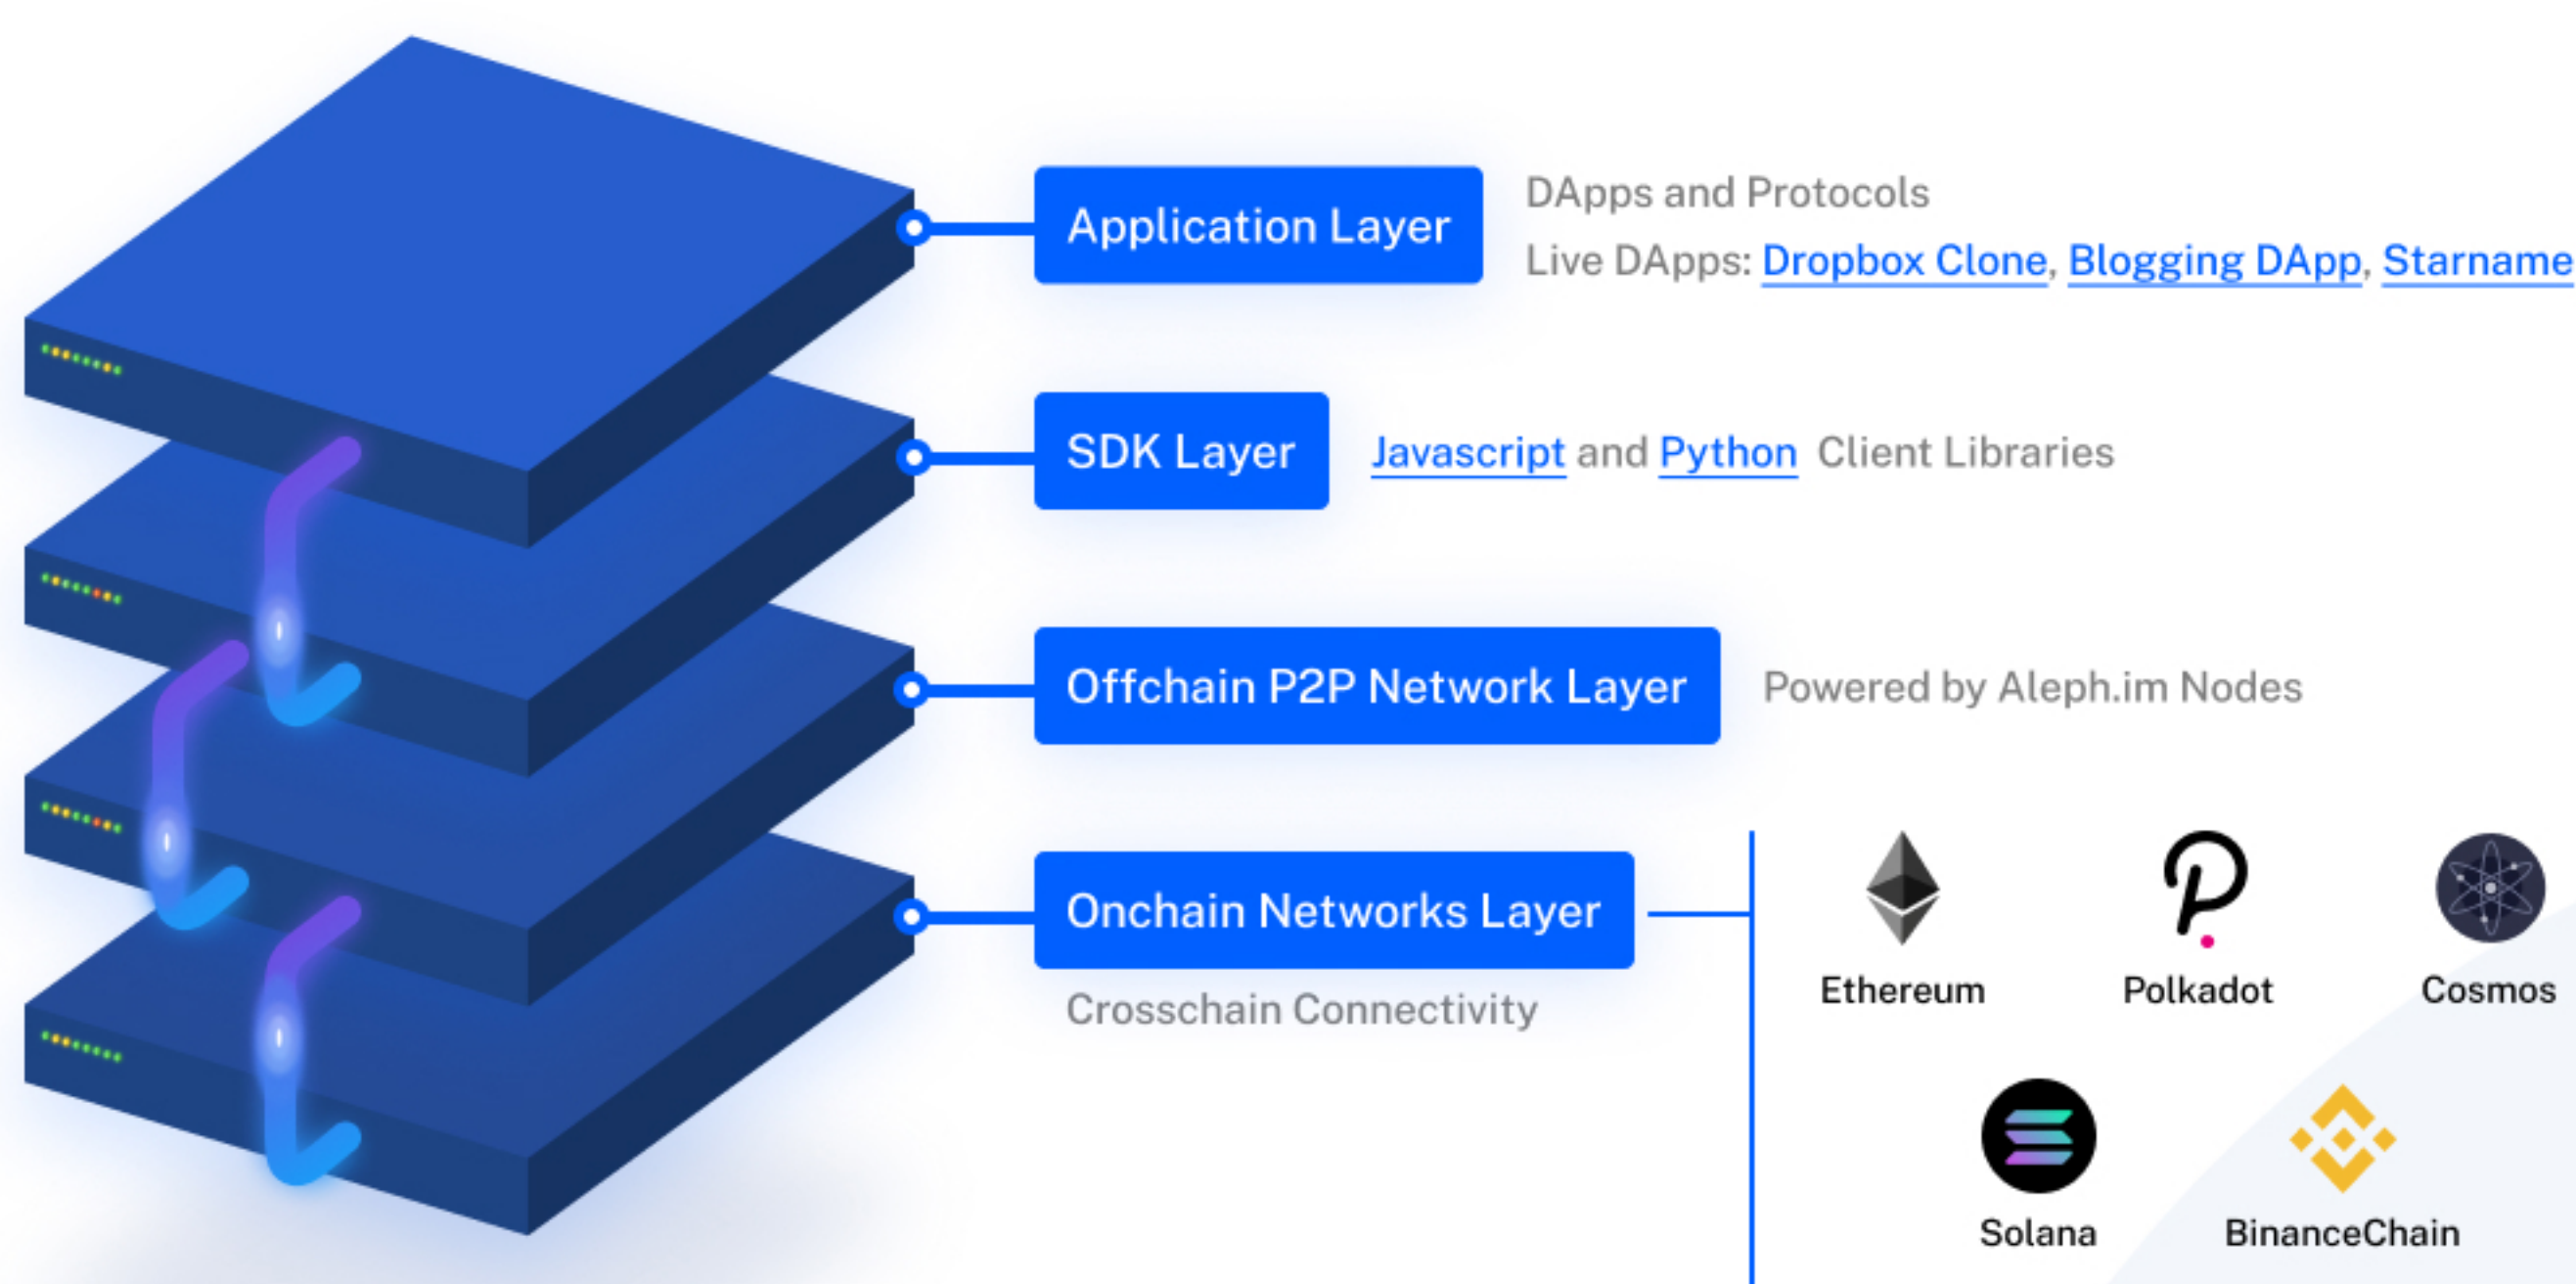 Application Layer
DApps and Protocols
Live DApps: Dropbox Clone, Blogging DApp, Starname
SDK Layer
Javascript and Python Client Libraries
Offchain P2P Network Layer
Powered by Aleph.im Nodes
Onchain Networks Layer
Crosschain Connectivity
Ethereum
Polkadot
Cosmos
Solana
BinanceChain